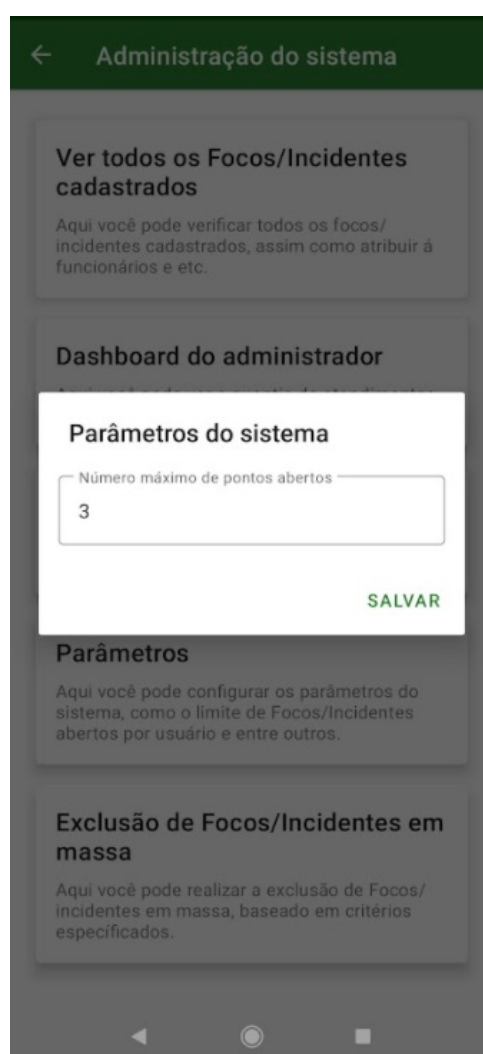 Administração do sistema
Ver todos os Focos/Incidentes
cadastrados
Aqui você pode verificar todos os focos/
incidentes cadastrados, assim como atribuir á
funcionários e etc.
Dashboard do administrador
Parâmetros do sistema
Número máximo de pontos abertos
3
SALVAR
Parâmetros
Aqui você pode configurar os parâmetros do
sistema, como o limite de Focos/Incidentes
abertos por usuário e entre outros.
Exclusão de Focos/Incidentes em
massa
Aqui você pode realizar a exclusão de Focos/
incidentes em massa, baseado em critérios
específicados.